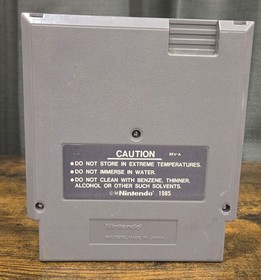 CAUTION REV-A
• DO NOT STORE IN EXTREME TEMPERATURES.
• DO NOT IMMERSE IN WATER.
• DO NOT CLEAN WITH BENZENE, THINNER,
ALCOHOL OR OTHER SUCH SOLVENTS.
©Nintendo 1985
Nintendo